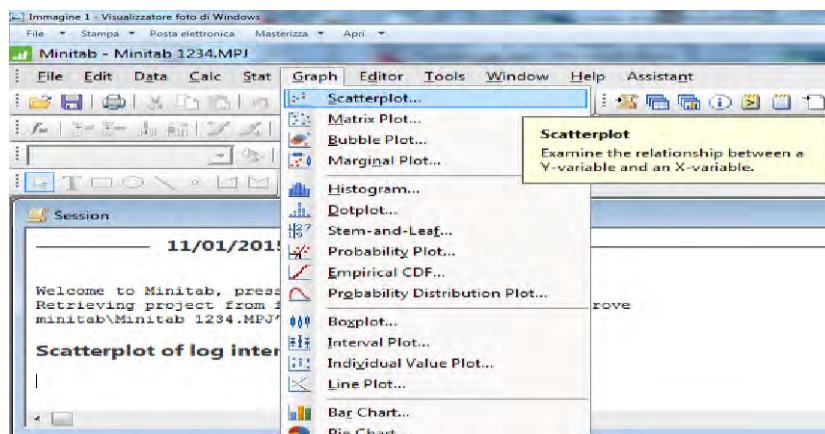 Immagine 1 - Visualizzatore foto di Windows
File Stampa Posta elettronica Masterizza Apri
Minitab - Minitab 1234.MPJ
File Edit Data Calc Stat Graph Editor Tools Window Help Assistant
Scatterplot...
Matrix Plot...
Bubble Plot...
Marginal Plot...
Scatterplot
Examine the relationship between a
Y-variable and an X-variable.
Histogram...
Dotplot...
Stem-and-Leaf...
Probability Plot...
Empirical CDF...
Probability Distribution Plot...
Boxplot...
Interval Plot...
Individual Value Plot...
Line Plot...
Bar Chart...
Pie Chart...
Session
11/01/2015
Welcome to Minitab, press
Retrieving project from rove
minitab\Minitab 1234.MPJ'
Scatterplot of log inter